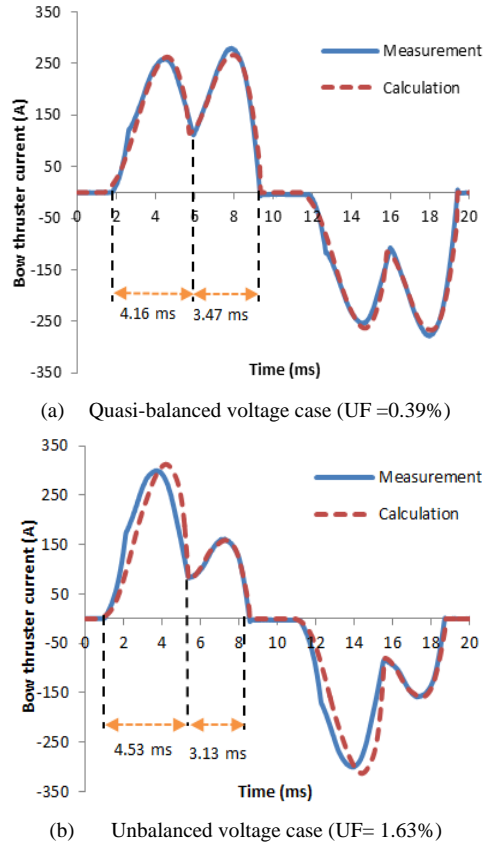 350
250
150
50
-50
-150
-250
-350
Bow thruster current (A)
Measurement
Calculation
0 2 4 6 8 10 12 14 16 18 20
4.16 ms 3.47 ms
Time (ms)
(a) Quasi-balanced voltage case (UF =0.39%)
350
250
150
50
-50
-150
-250
-350
Bow thruster current (A)
Measurement
Calculation
0 2 4 6 8 10 12 14 16 18 20
4.53 ms 3.13 ms
Time (ms)
(b) Unbalanced voltage case (UF= 1.63%)